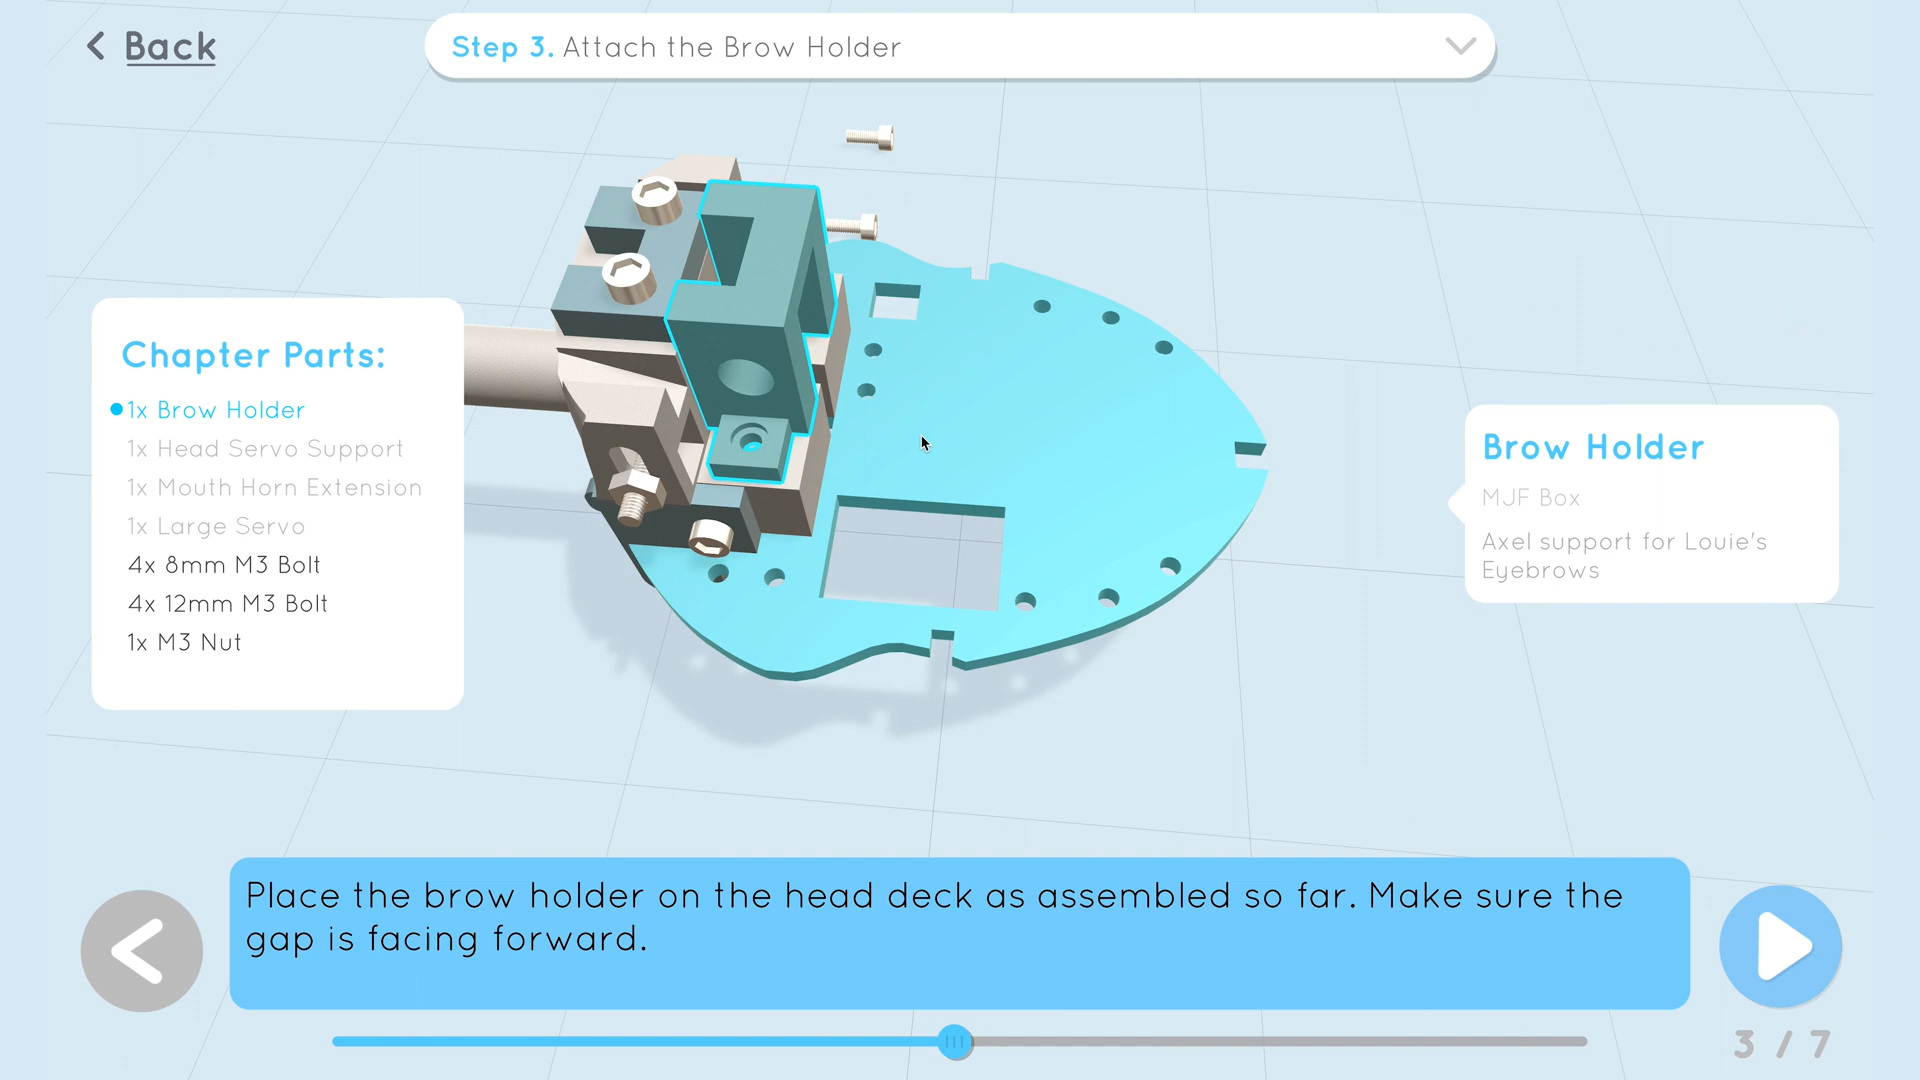 Back
Step 3. Attach the Brow Holder
Chapter Parts:
1x Brow Holder
1x Head Servo Support
1x Mouth Horn Extension
1x Large Servo
4x 8mm M3 Bolt
4x 12mm M3 Bolt
1x M3 Nut
Brow Holder
MJF Box
Axel support for Louie's
Eyebrows
Place the brow holder on the head deck as assembled so far. Make sure the
gap is facing forward.
3 / 7